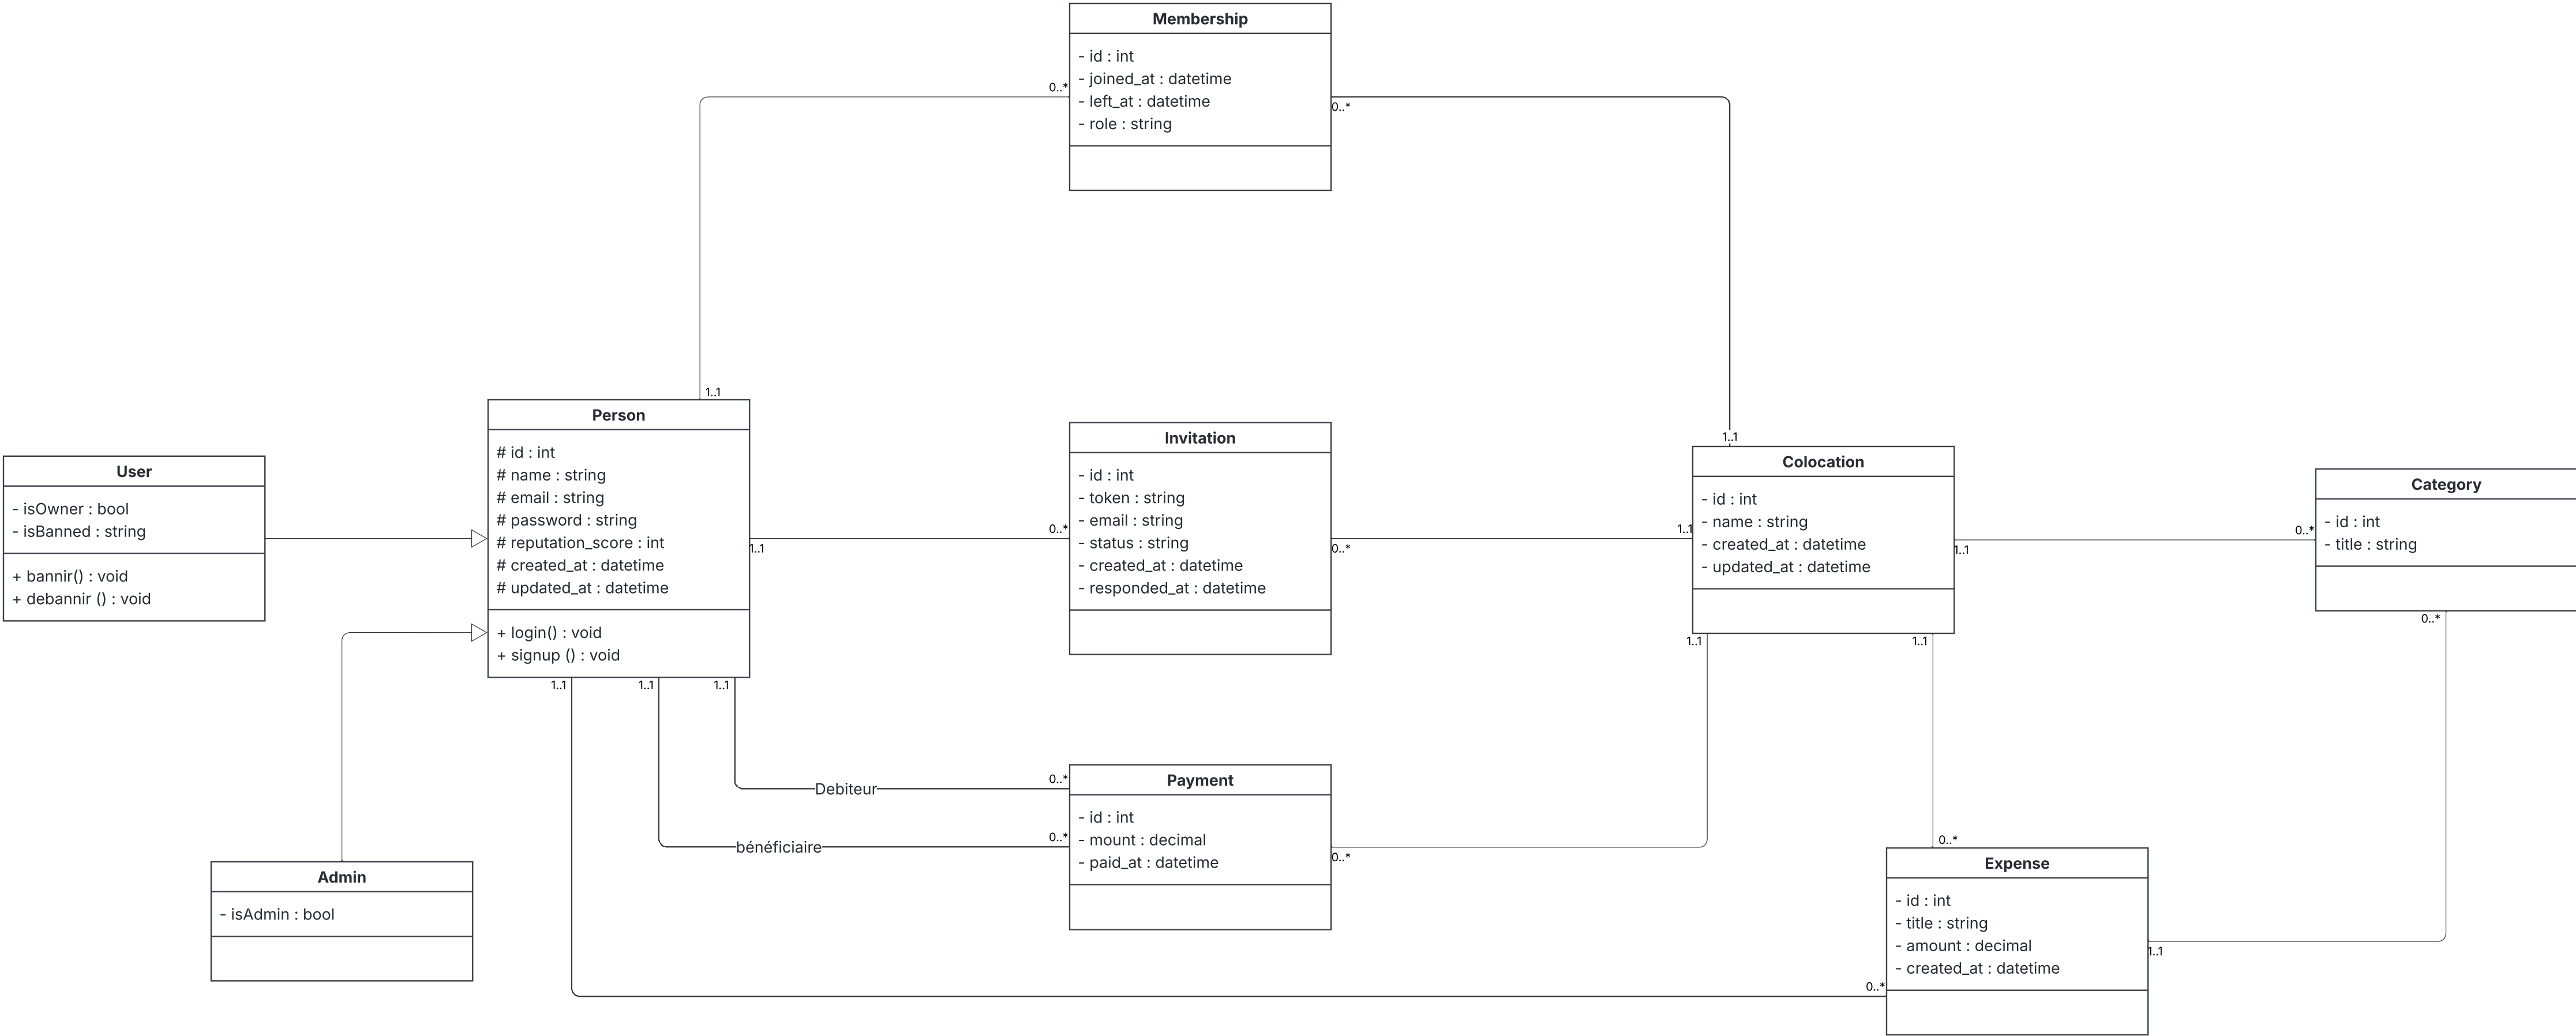 Membership
- id : int
- joined_at : datetime
- left_at : datetime
- role : string
0..*
0..*
1..1
1..1
Person
# id : int
# name : string
# email : string
# password : string
# reputation_score : int
# created_at : datetime
# updated_at : datetime
+ login() : void
+ signup () : void
User
- isOwner : bool
- isBanned : string
+ bannir() : void
+ debannir () : void
Invitation
- id : int
- token : string
- email : string
- status : string
- created_at : datetime
- responded_at : datetime
1..1
0..*
0..*
1..1
Colocation
- id : int
- name : string
- created_at : datetime
- updated_at : datetime
1..1
0..*
Category
- id : int
- title : string
0..*
1..1
1..1
1..1
1..1
1..1
Debiteur
0..*
bénéficiaire
0..*
Payment
- id : int
- mount : decimal
- paid_at : datetime
0..*
0..*
Expense
- id : int
- title : string
- amount : decimal
- created_at : datetime
1..1
0..*
Admin
- isAdmin : bool